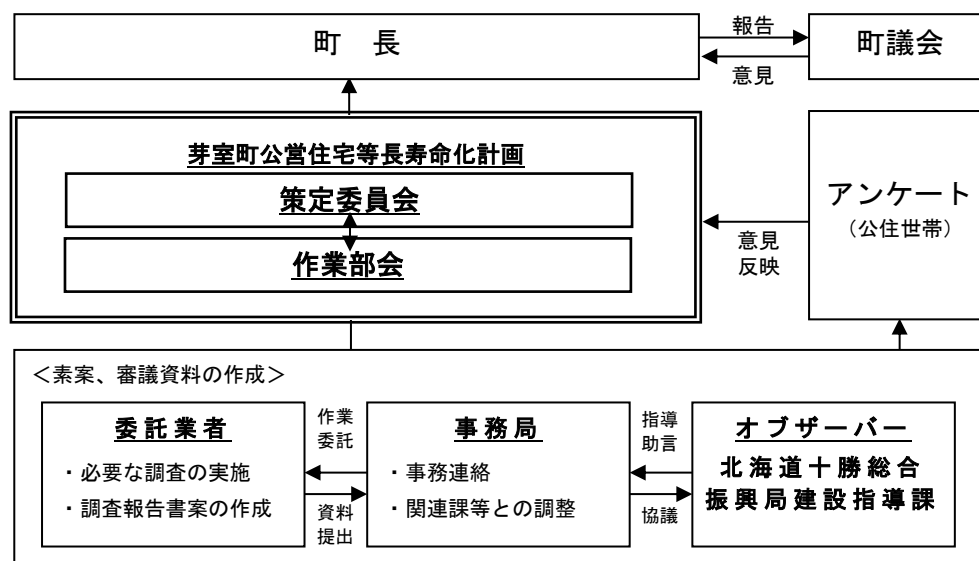 町 長
報告
意見
町議会
芽室町公営住宅等長寿命化計画
策定委員会
作業部会
意見
反映
アンケート
（公住世帯）
＜素案、審議資料の作成＞
委託業者
・必要な調査の実施
・調査報告書案の作成
作業
委託
資料
提出
事務局
・事務連絡
・関連課等との調整
指導
助言
協議
オブザーバー
北海道十勝総合
振興局建設指導課